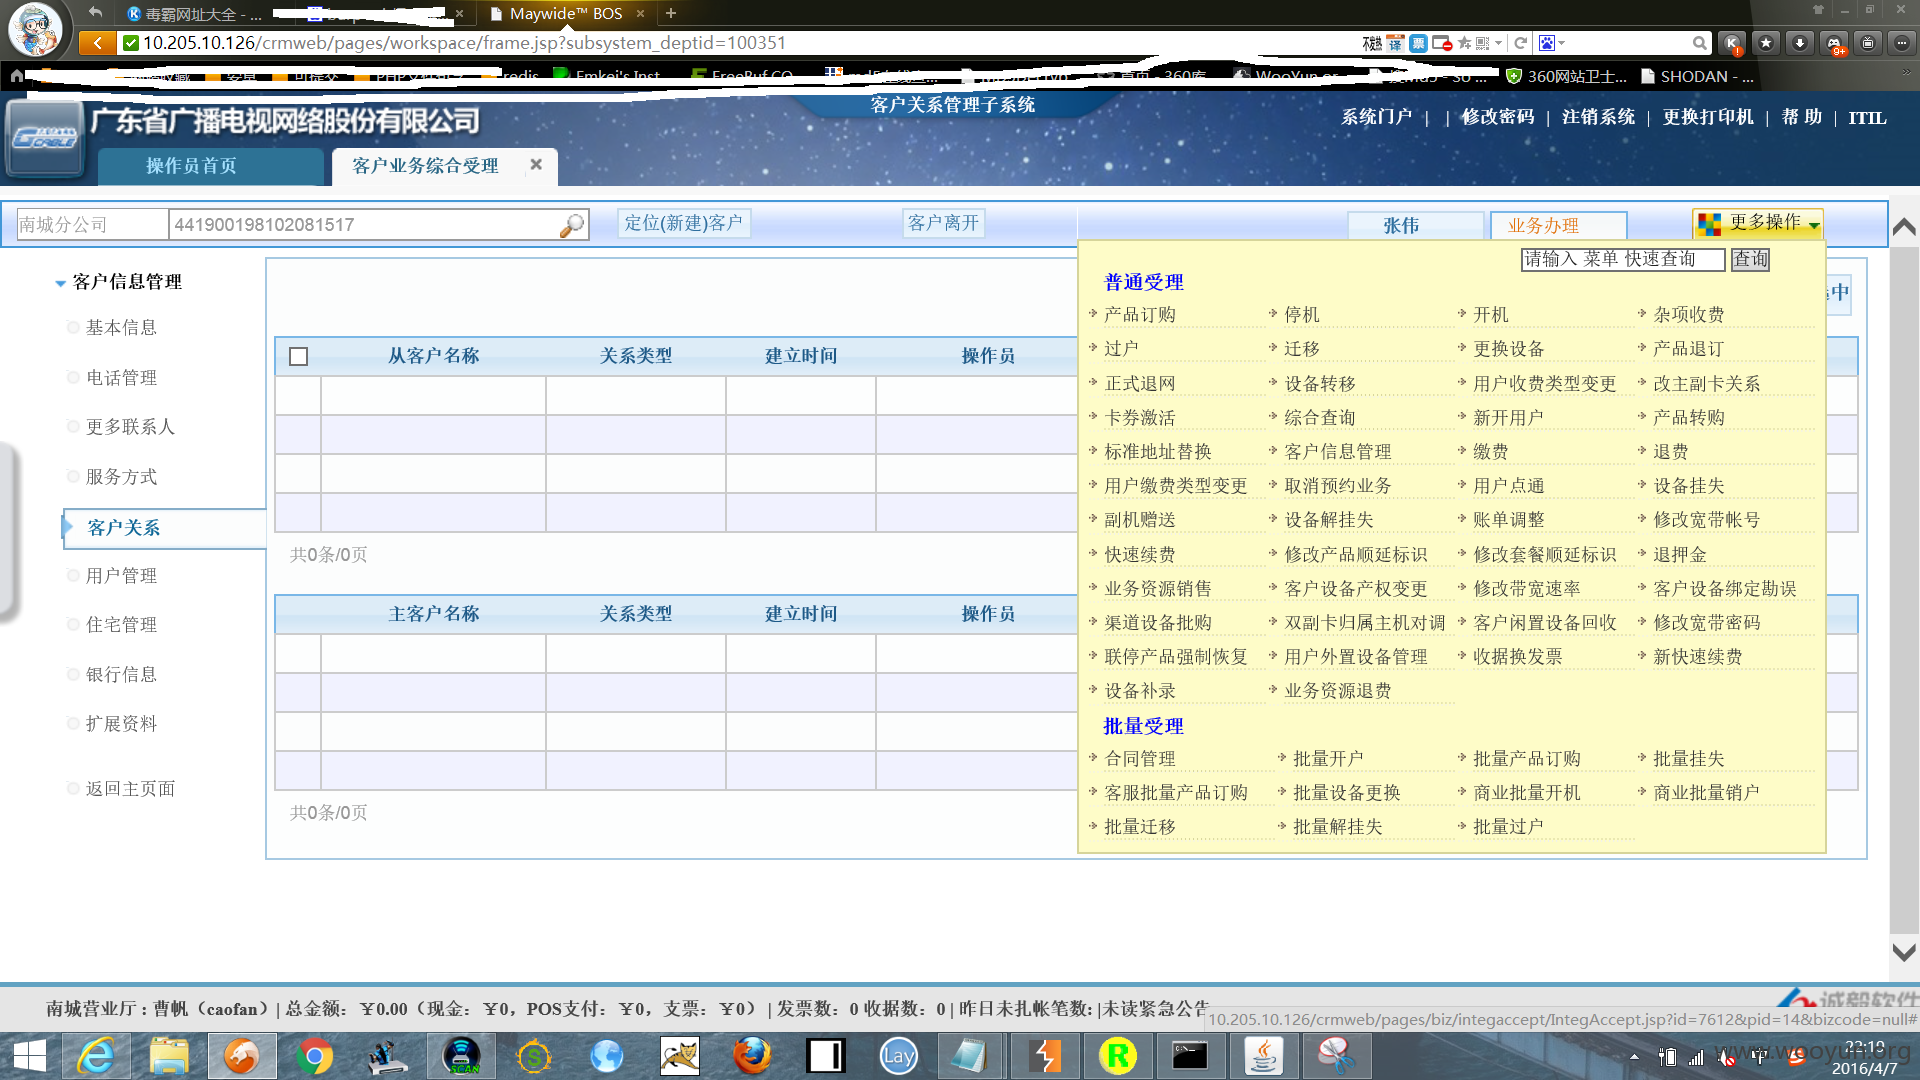 毒霸网址大全 - ...
Maywide™ BOS
10.205.10.126/crmweb/pages/workspace/frame.jsp?subsystem_deptid=100351
redis
Emkei's Inst
FreeBuf.CO
首页 - 360库
WooYun.or
360网站卫士...
SHODAN - ...
广东省广播电视网络股份有限公司
客户关系管理子系统
系统门户 | | 修改密码 | 注销系统 | 更换打印机 | 帮 助 | ITIL
操作员首页
客户业务综合受理
南城分公司
441900198102081517
定位(新建)客户
客户离开
张伟
业务办理
更多操作
请输入 菜单 快速查询 查询
客户信息管理
基本信息
电话管理
更多联系人
服务方式
客户关系
用户管理
住宅管理
银行信息
扩展资料
返回主页面
从客户名称 关系类型 建立时间 操作员
共0条/0页
主客户名称 关系类型 建立时间 操作员
共0条/0页
中
普通受理
产品订购 停机 开机 杂项收费
过户 迁移 更换设备 产品退订
正式退网 设备转移 用户收费类型变更 改主副卡关系
卡券激活 综合查询 新开用户 产品转购
标准地址替换 客户信息管理 缴费 退费
用户缴费类型变更 取消预约业务 用户点通 设备挂失
副机赠送 设备解挂失 账单调整 修改宽带帐号
快速续费 修改产品顺延标识 修改套餐顺延标识 退押金
业务资源销售 客户设备产权变更 修改带宽速率 客户设备绑定勘误
渠道设备批购 双副卡归属主机对调 客户闲置设备回收 修改宽带密码
联停产品强制恢复 用户外置设备管理 收据换发票 新快速续费
设备补录 业务资源退费
批量受理
合同管理 批量开户 批量产品订购 批量挂失
客服批量产品订购 批量设备更换 商业批量开机 商业批量销户
批量迁移 批量解挂失 批量过户
南城营业厅：曹帆（caofan）| 总金额：￥0.00（现金：￥0，POS支付：￥0，支票：￥0） | 发票数：0 收据数：0 | 昨日未扎帐笔数: |未读紧急公告
诚毅软件
10.205.10.126/crmweb/pages/biz/integaccept/IntegAccept.jsp?id=7612&pid=14&bizcode=null#
www.wooyun.org
22:19
2016/4/7